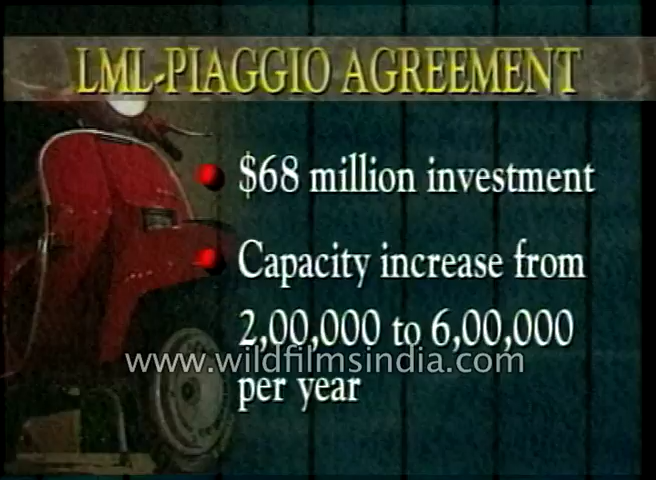 LML-PIAGGIO AGREEMENT
$68 million investment
Capacity increase from
2,00,000 to 6,00,000
www.wildfilmsindia.com
per year